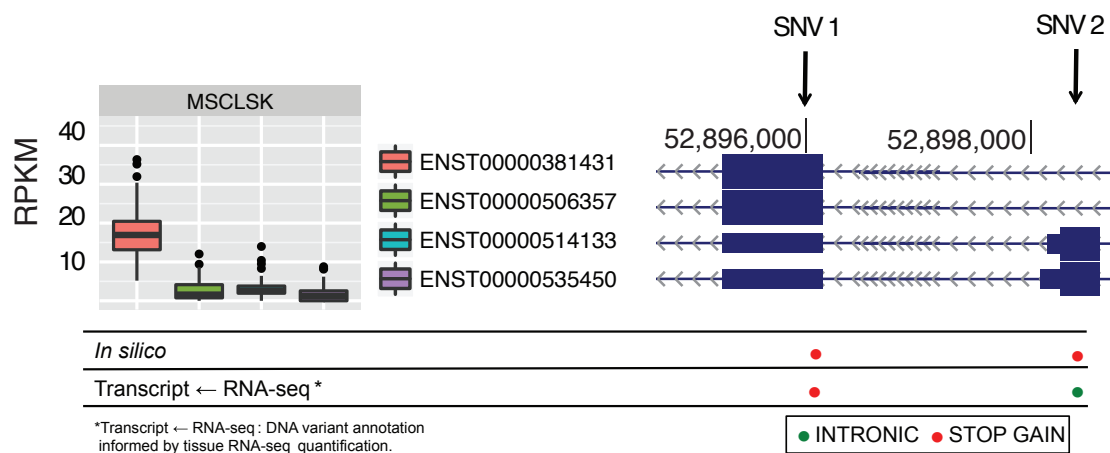 SNV 1
SNV 2
MSCLSK
RPKM
40
30
20
10
ENST00000381431
ENST00000506357
ENST00000514133
ENST00000535450
52,896,000
52,898,000
In silico
Transcript ← RNA-seq *
*Transcript ← RNA-seq : DNA variant annotation
informed by tissue RNA-seq quantification.
INTRONIC
STOP GAIN